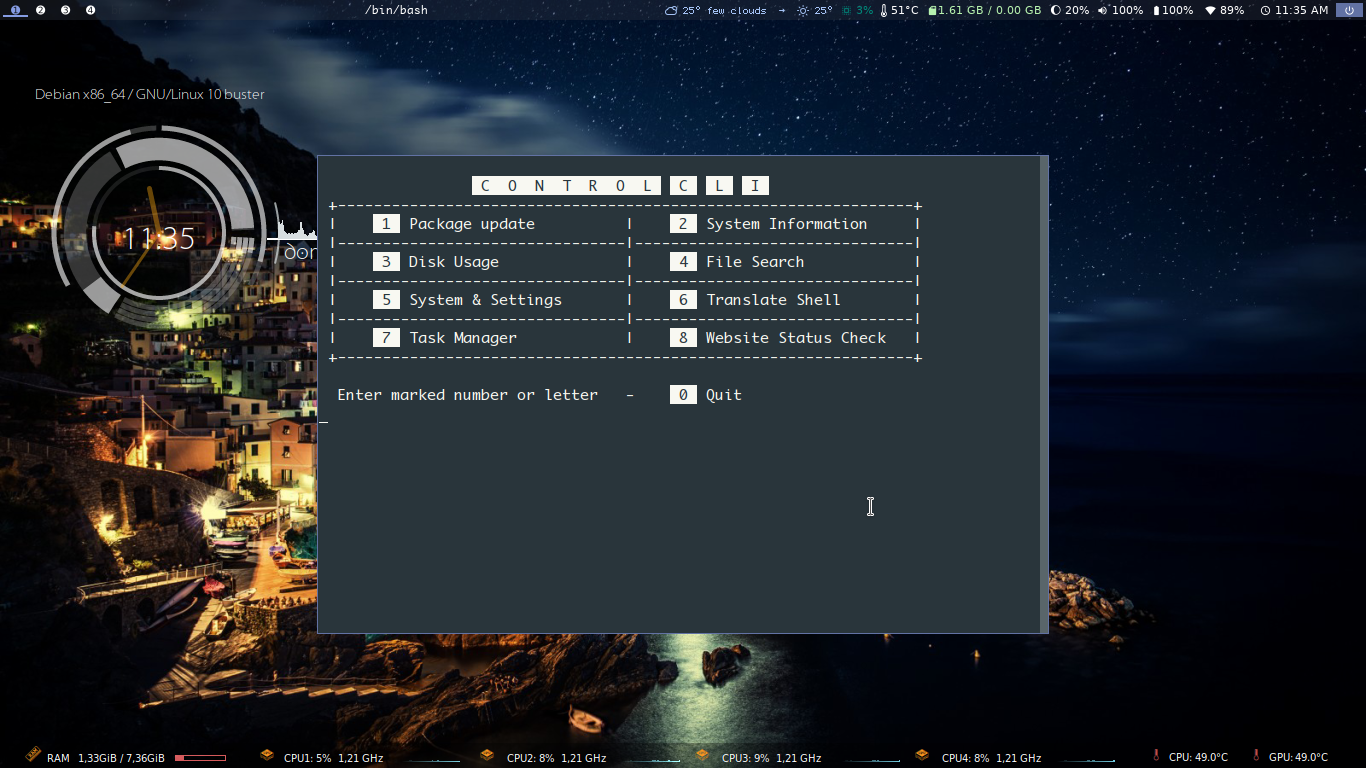 1 2 3 4 /bin/bash 25° few clouds → 25° 3% 51°C 1.61 GB / 0.00 GB 20% 100% 100% 89% 11:35 AM
Debian x86_64 / GNU/Linux 10 buster
11:35
C O N T R O L C L I
1 Package update | 2 System Information
3 Disk Usage | 4 File Search
5 System & Settings | 6 Translate Shell
7 Task Manager | 8 Website Status Check
Enter marked number or letter - 0 Quit
RAM 1,33GiB / 7,36GiB CPU1: 5% 1,21 GHz CPU2: 8% 1,21 GHz CPU3: 9% 1,21 GHz CPU4: 8% 1,21 GHz CPU: 49.0°C GPU: 49.0°C